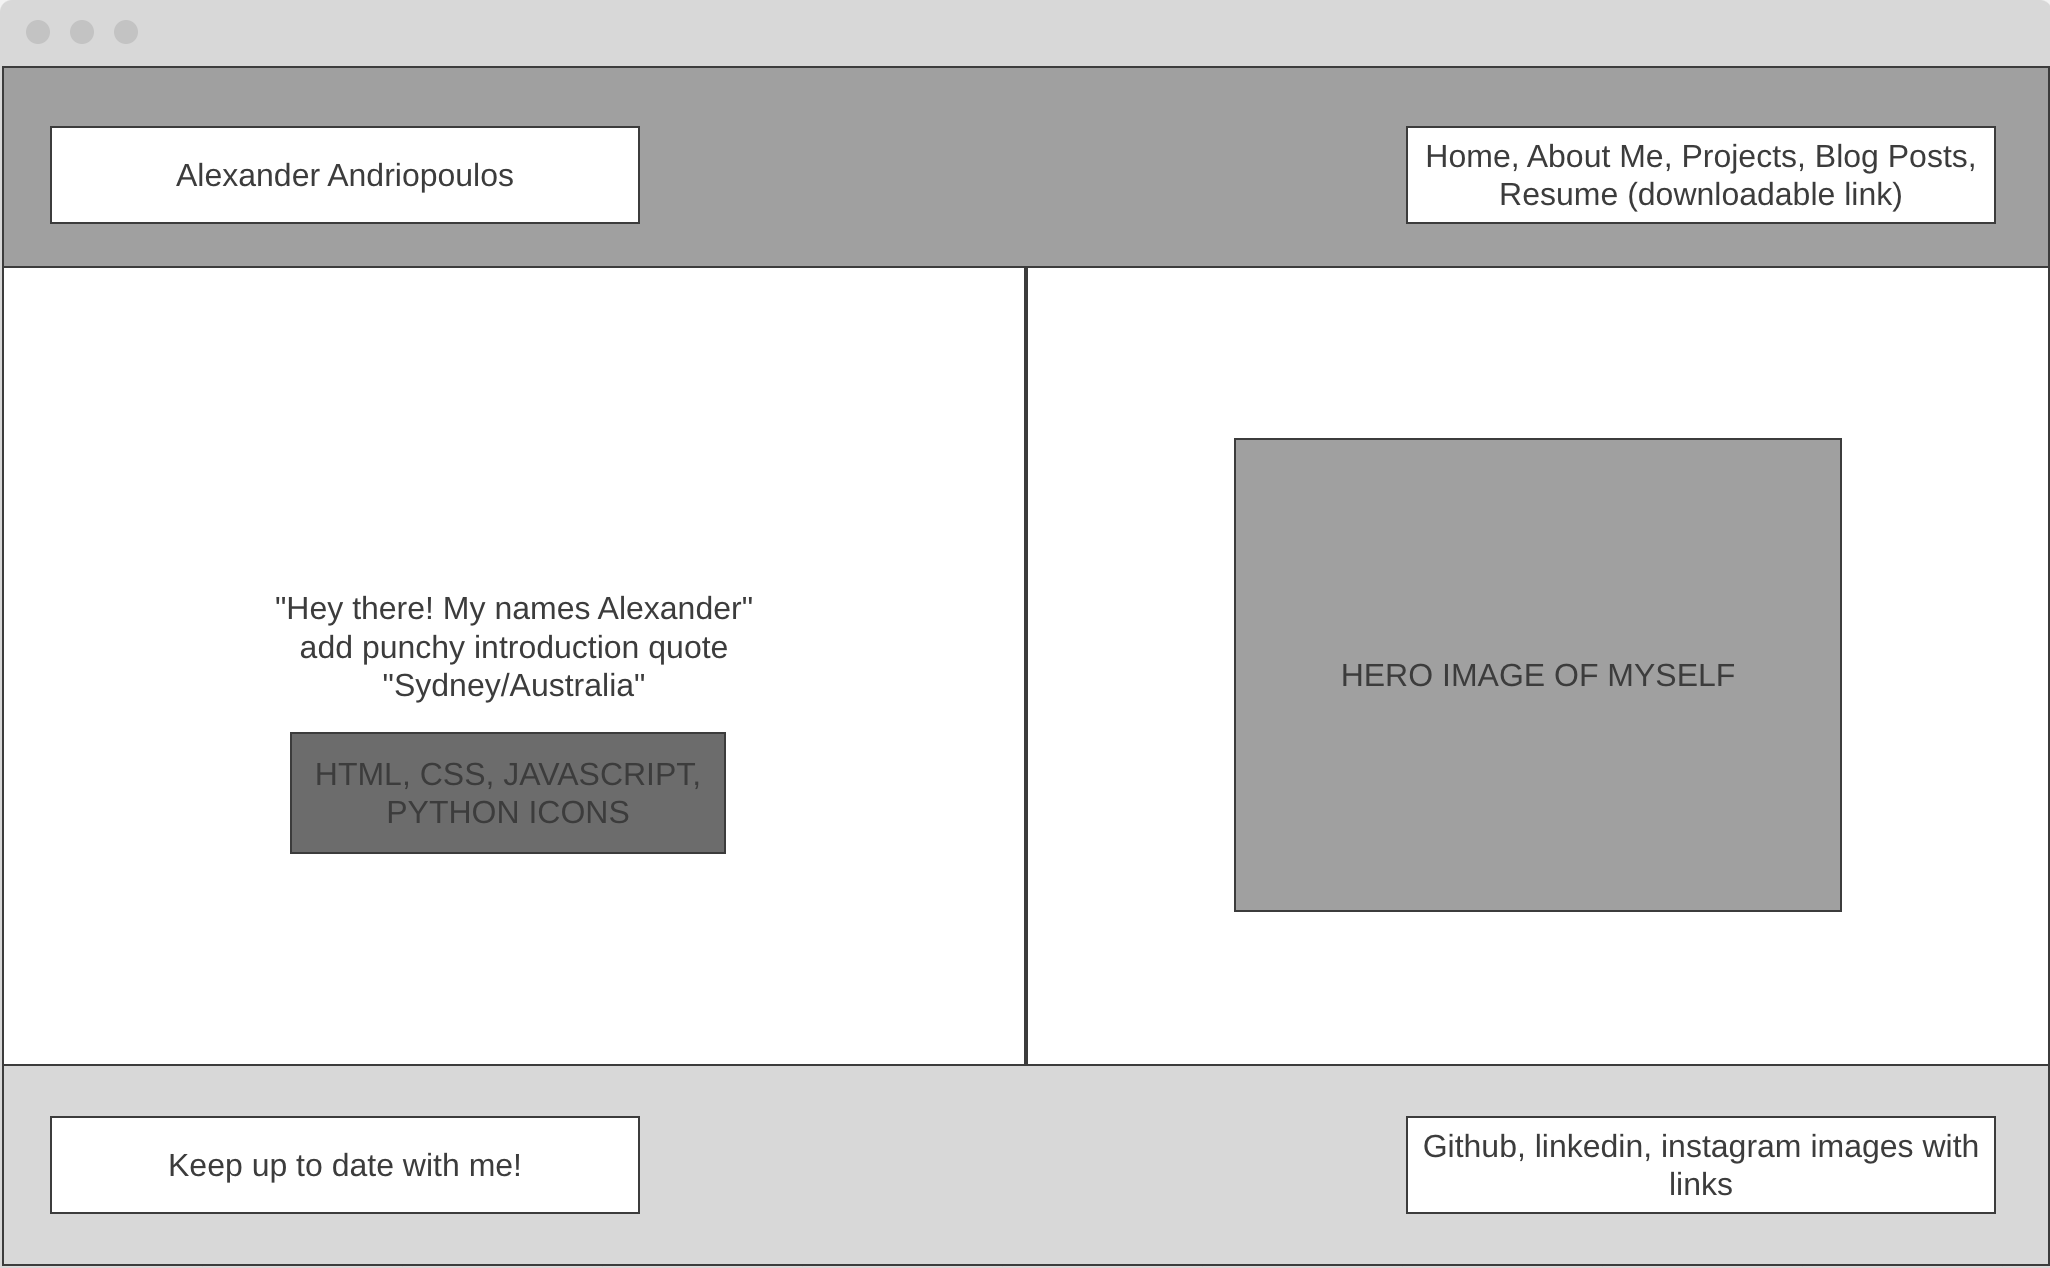 Alexander Andriopoulos
Home, About Me, Projects, Blog Posts,
Resume (downloadable link)
"Hey there! My names Alexander"
add punchy introduction quote
"Sydney/Australia"
HTML, CSS, JAVASCRIPT,
PYTHON ICONS
HERO IMAGE OF MYSELF
Keep up to date with me!
Github, linkedin, instagram images with
links